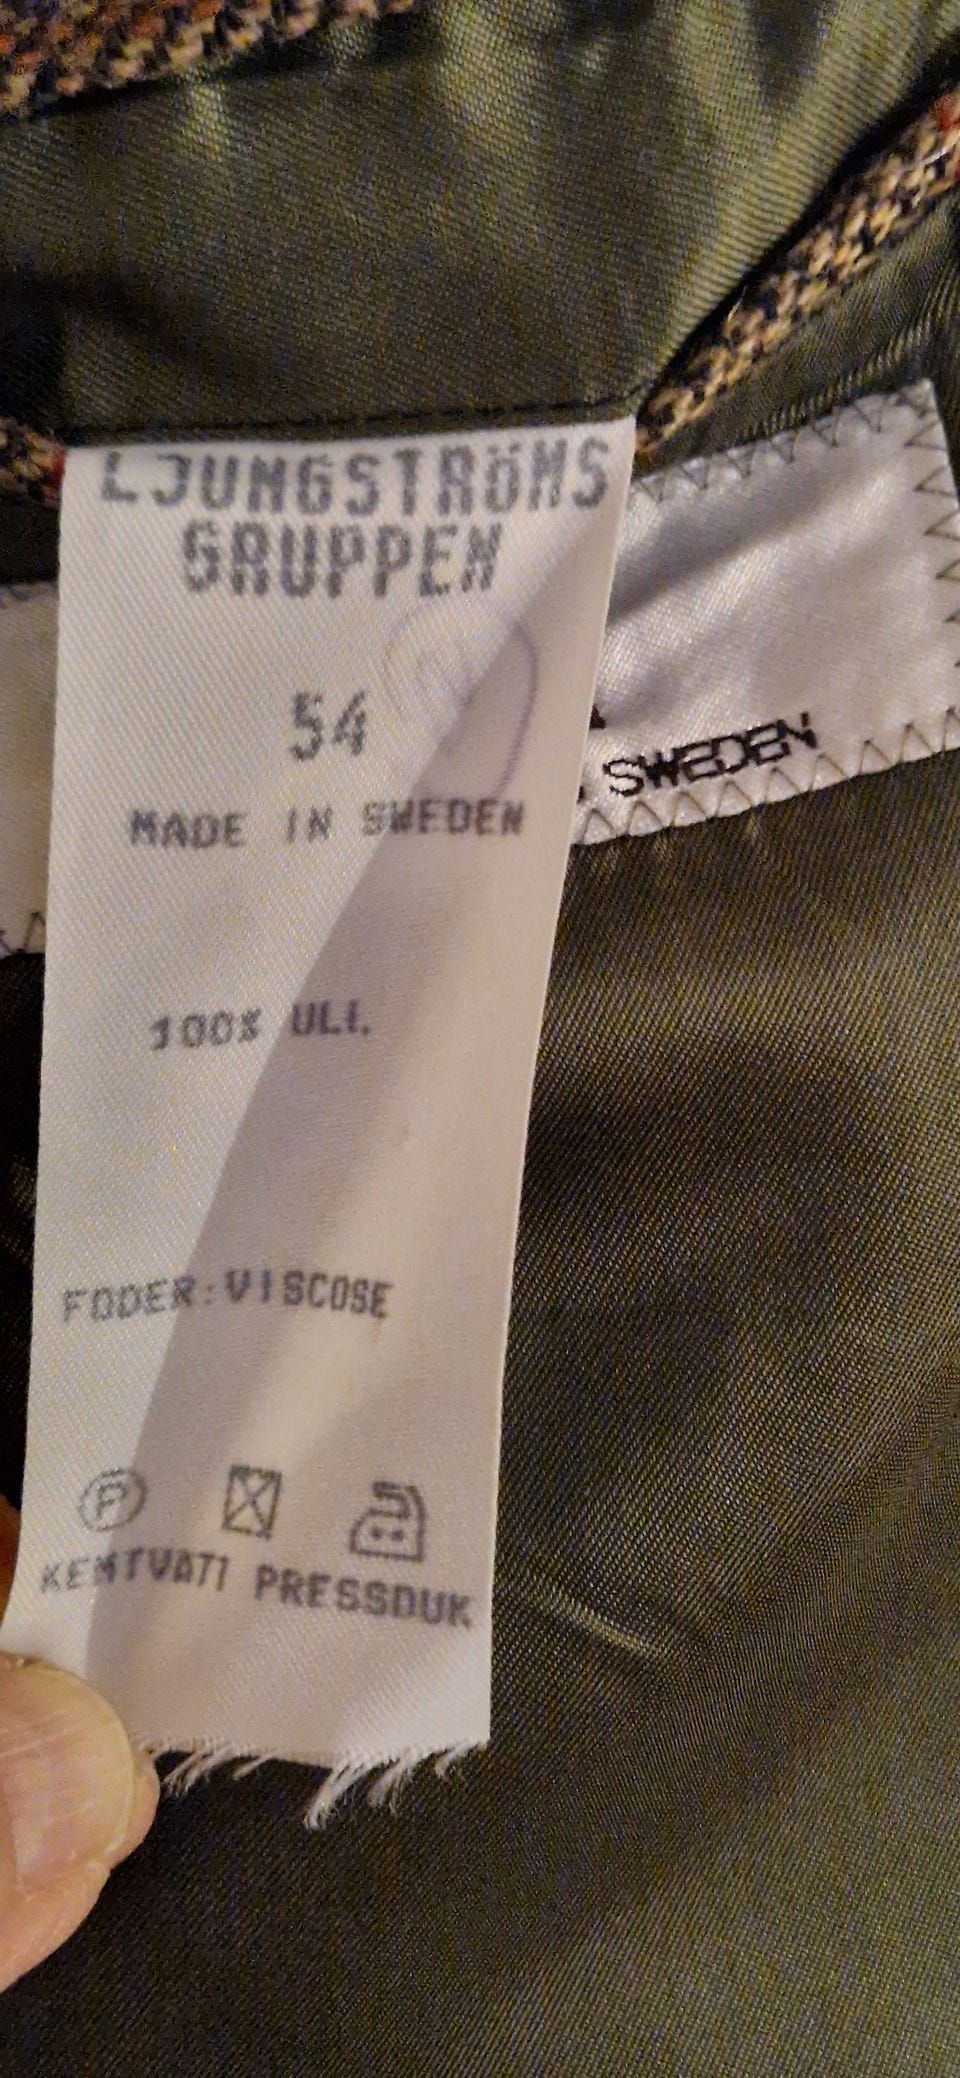 LJUNGSTRÖMS
GRUPPEN
54
MADE IN SWEDEN
100% ULL
FODER:VISCOSE
P
KEMTVÄTT PRESSDUK
SWEDEN